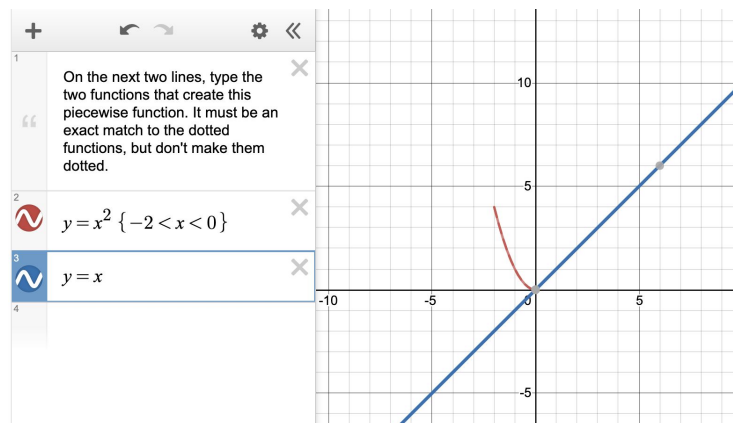 1
On the next two lines, type the
two functions that create this
piecewise function. It must be an
exact match to the dotted
functions, but don't make them
dotted.
2
y = x² {−2 < x < 0}
3
y = x
4
10
5
-10
-5
0
5
-5